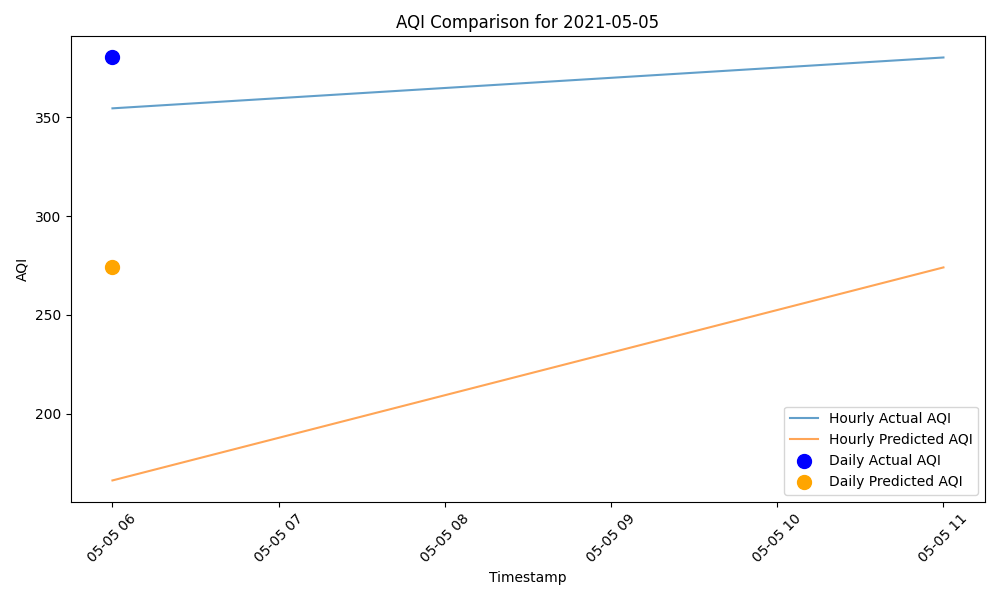 AQI Comparison for 2021-05-05
AQI
350
300
250
200
Hourly Actual AQI
Hourly Predicted AQI
Daily Actual AQI
Daily Predicted AQI
05-05 06
05-05 07
05-05 08
05-05 09
05-05 10
05-05 11
Timestamp